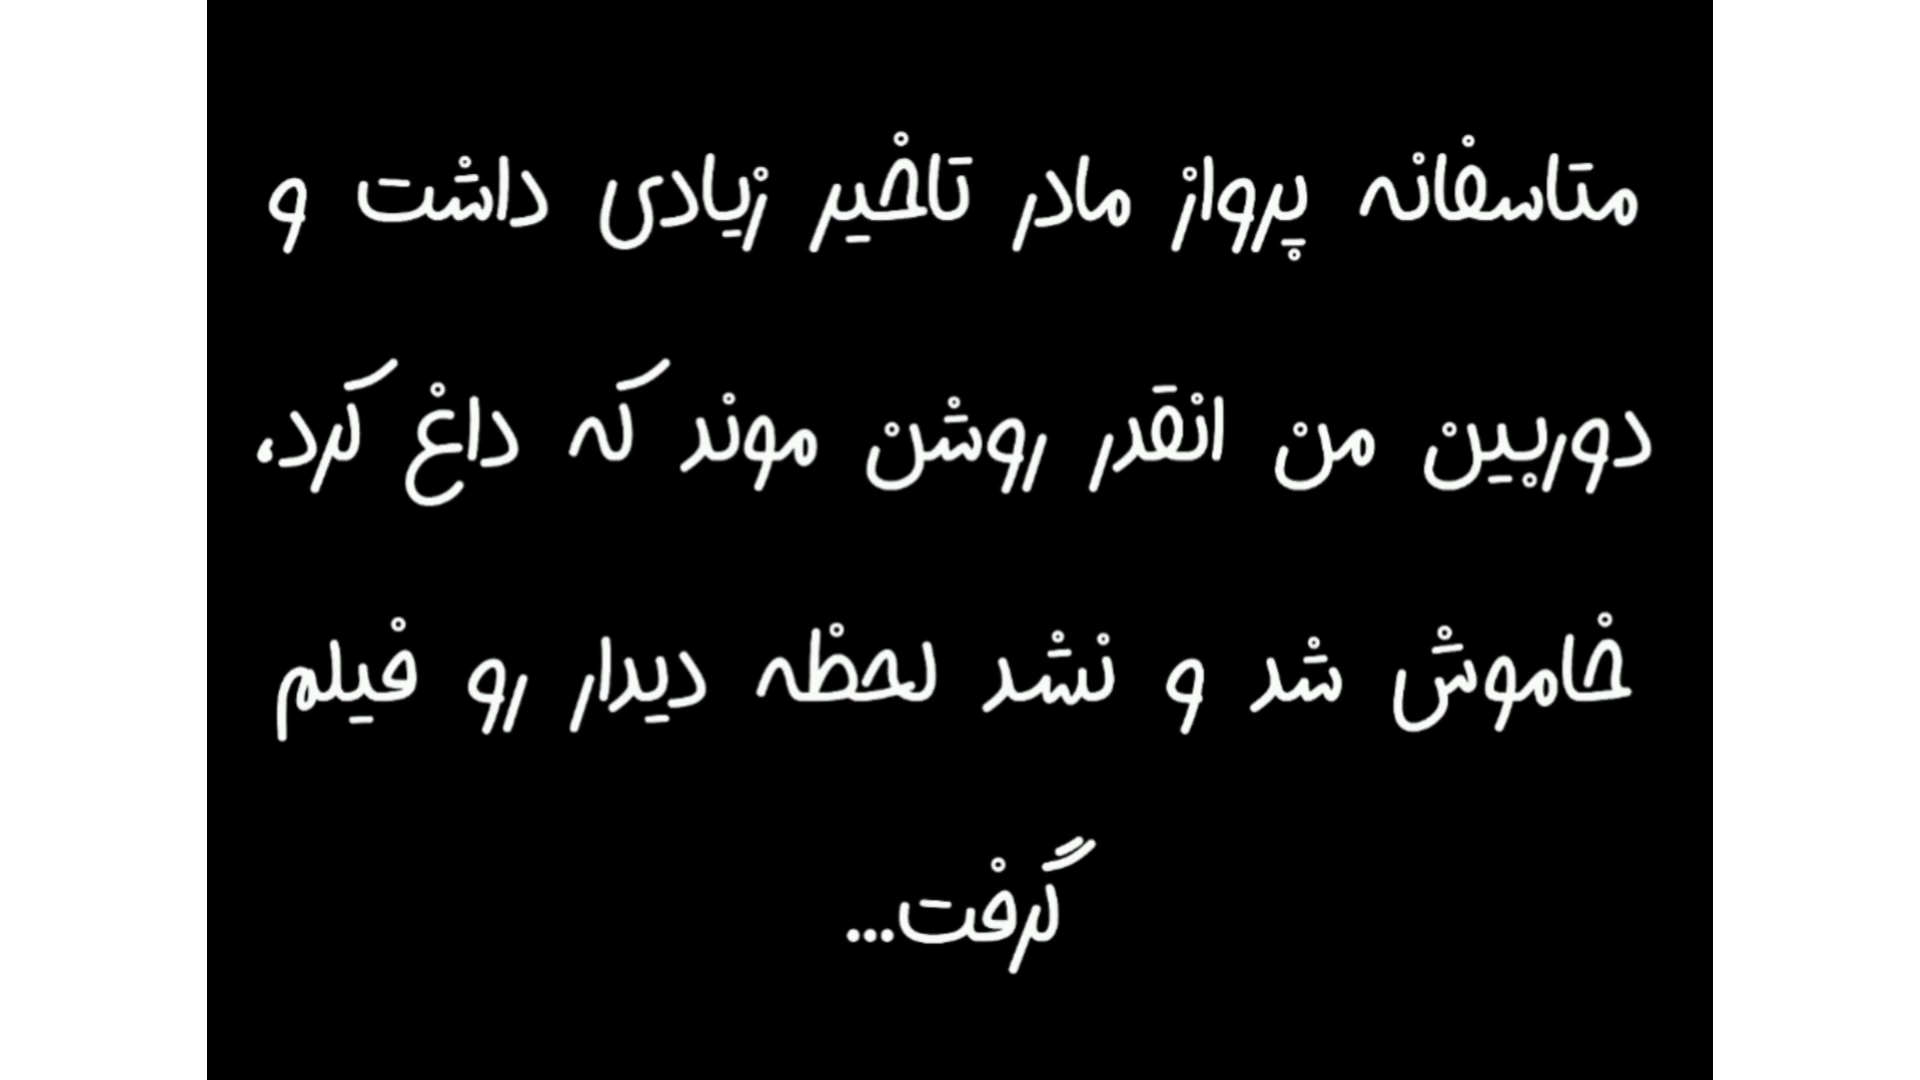 متاسفانه پرواز مادر تاخیر زیادی داشت و
دوربین من انقدر روشن موند که داغ کرد،
خاموش شد و نشد لحظه دیدار رو فیلم
گرفت...